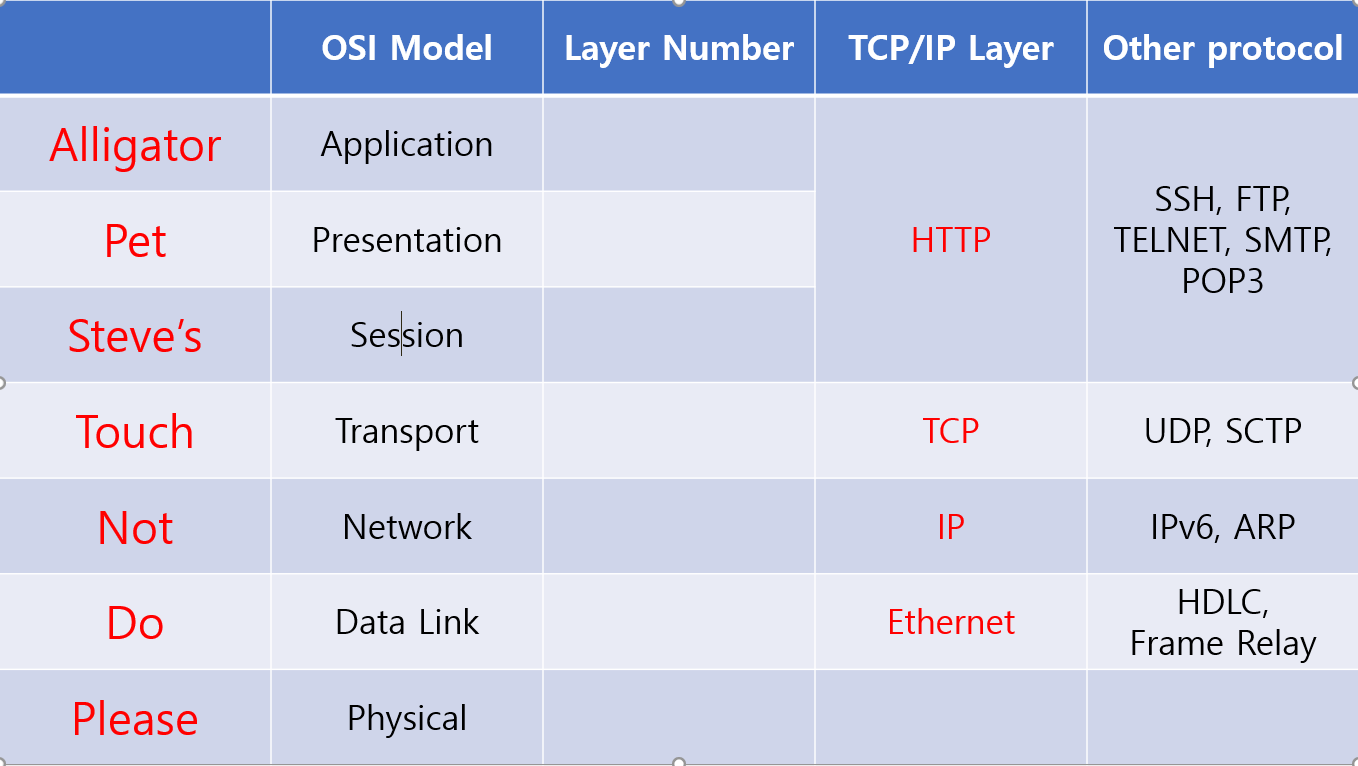 OSI Model Layer Number TCP/IP Layer Other protocol
Alligator Application
Pet Presentation HTTP SSH, FTP,
TELNET, SMTP,
POP3
Steve’s Session
Touch Transport TCP UDP, SCTP
Not Network IP IPv6, ARP
Do Data Link Ethernet HDLC,
Frame Relay
Please Physical